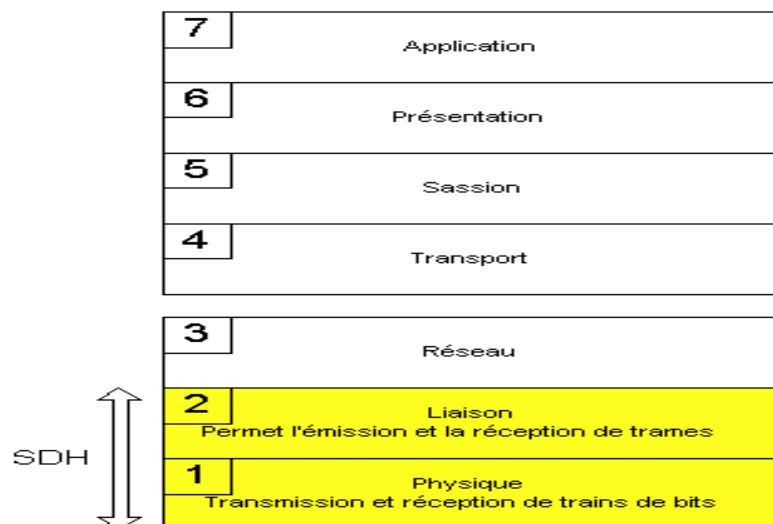 7
Application
6
Présentation
5
Sassion
4
Transport
3
Réseau
2
Liaison
Permet l'émission et la réception de trames
SDH
1
Physique
Transmission et réception de trains de bits